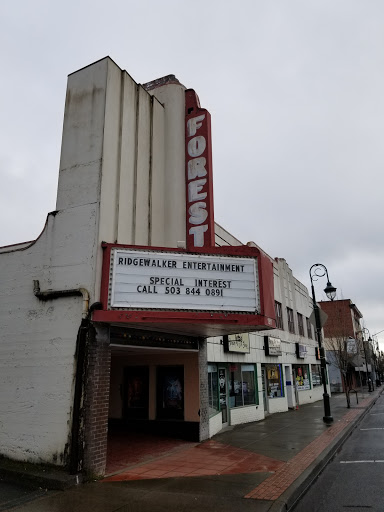 FOREST
RIDGEWALKER ENTERTAINMENT
SPECIAL INTEREST
CALL 503 844 0891